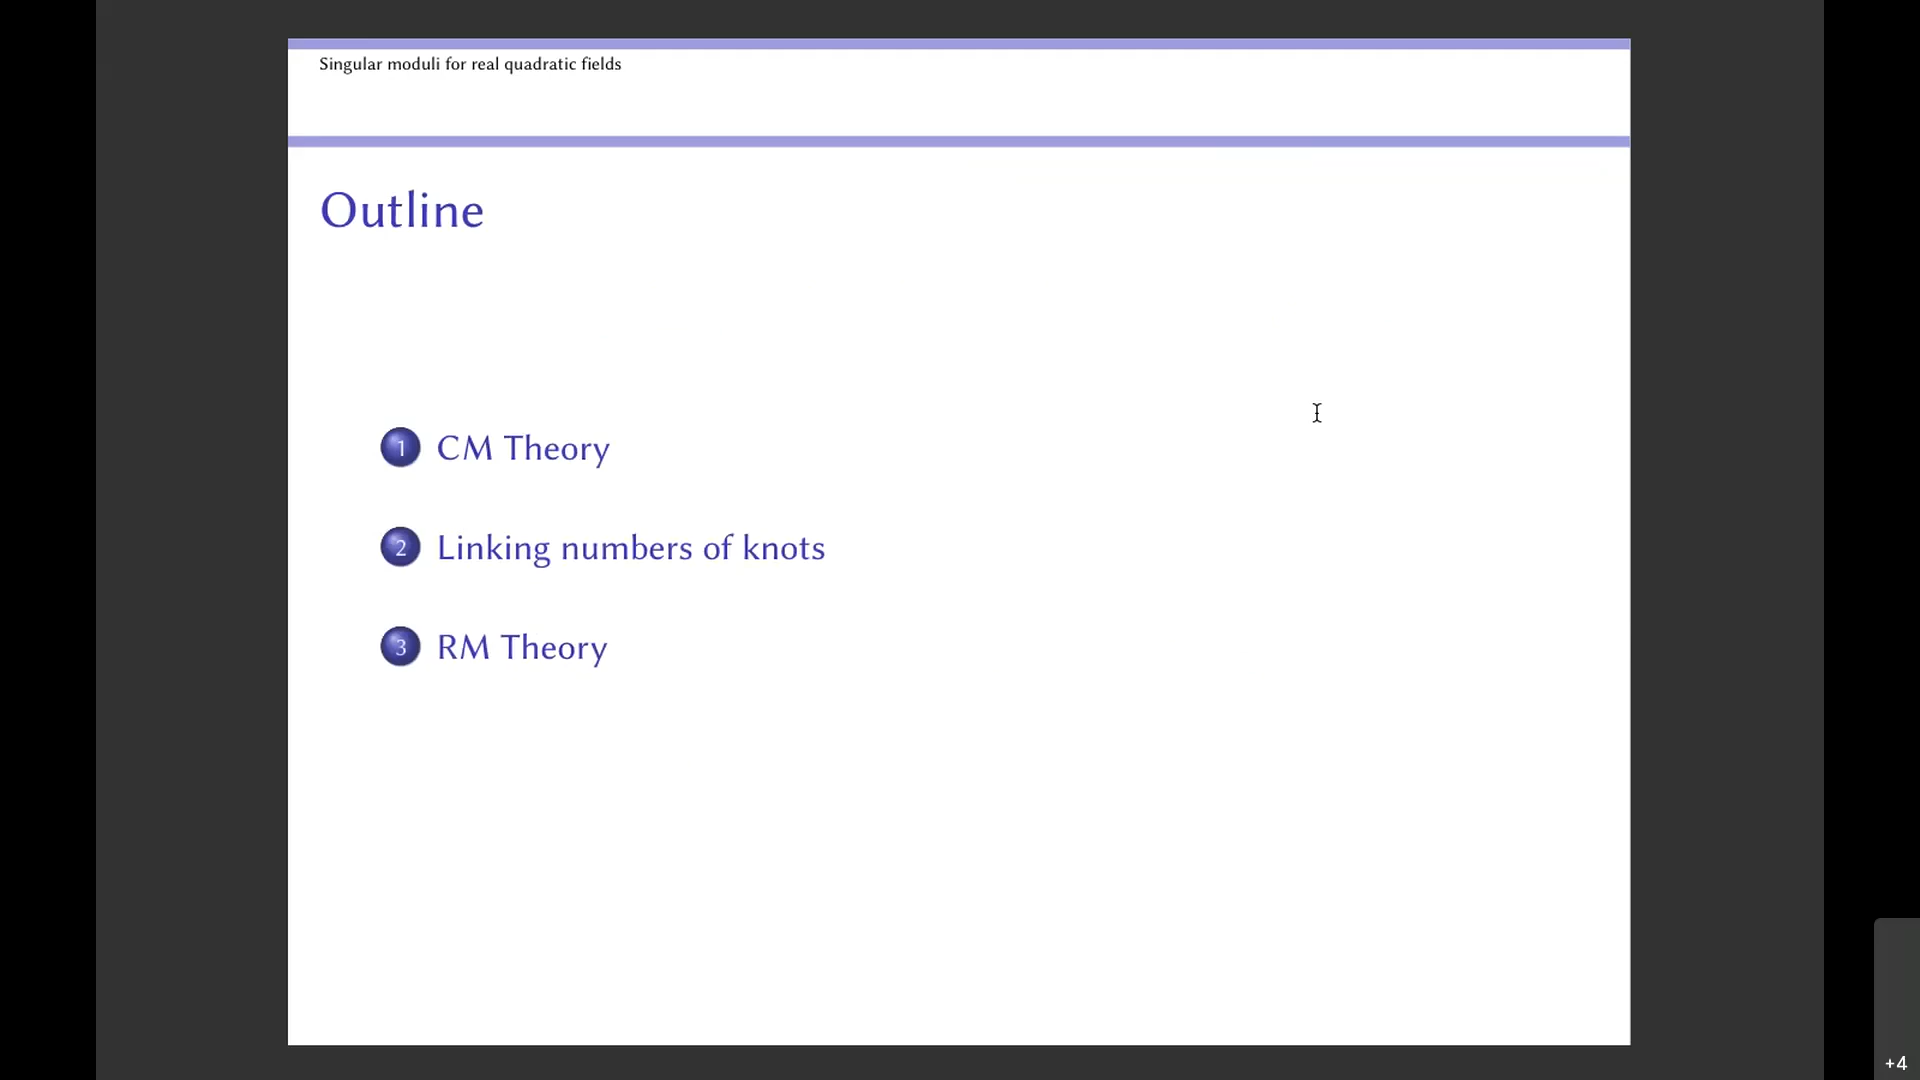 Singular moduli for real quadratic fields
Outline
1 CM Theory
2 Linking numbers of knots
3 RM Theory
+4